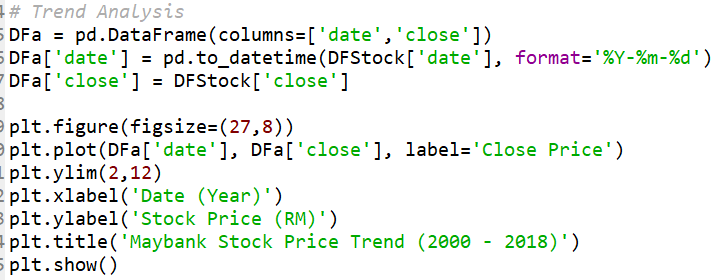 # Trend Analysis
DFa = pd.DataFrame(columns=['date','close'])
DFa['date'] = pd.to_datetime(DFStock['date'], format='%Y-%m-%d')
DFa['close'] = DFStock['close']
plt.figure(figsize=(27,8))
plt.plot(DFa['date'], DFa['close'], label='Close Price')
plt.ylim(2,12)
plt.xlabel('Date (Year)')
plt.ylabel('Stock Price (RM)')
plt.title('Maybank Stock Price Trend (2000 - 2018)')
plt.show()